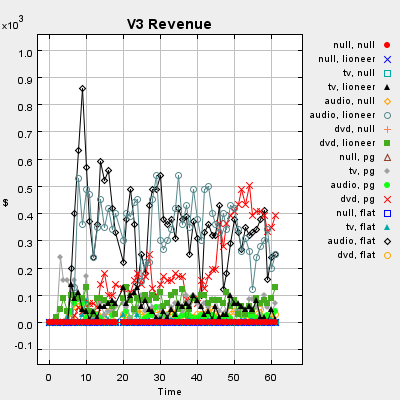 V3 Revenue
x10³
1.0
0.9
0.8
0.7
0.6
0.5
0.4
0.3
0.2
0.1
0.0
-0.1
$
0 10 20 30 40 50 60
Time
null, null
null, lioneer
tv, null
tv, lioneer
audio, null
audio, lioneer
dvd, null
dvd, lioneer
null, pg
tv, pg
audio, pg
dvd, pg
null, flat
tv, flat
audio, flat
dvd, flat